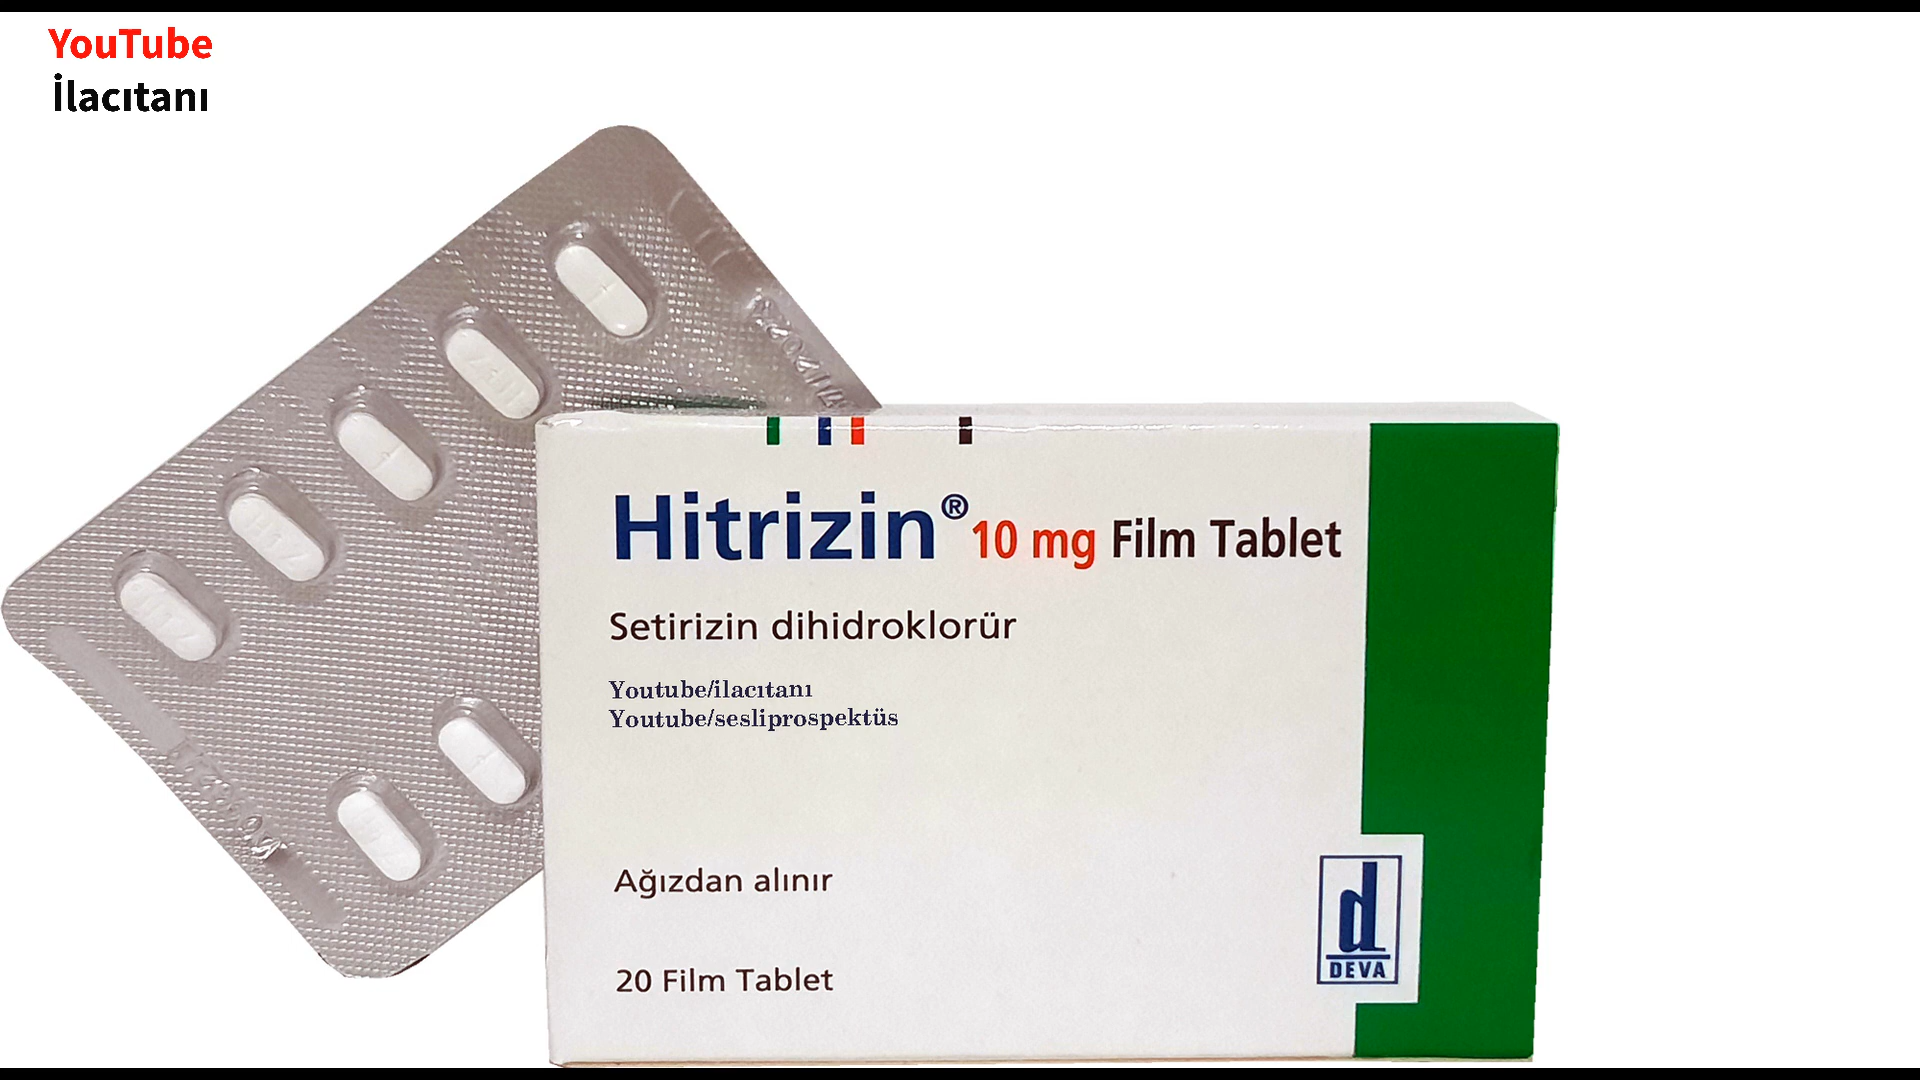 YouTube
İlacıtanı
Hitrizin® 10 mg Film Tablet
Setirizin dihidroklorür
Youtube/ilacıtanı
Youtube/sesliprospektüs
Ağızdan alınır
20 Film Tablet
d
DEVA